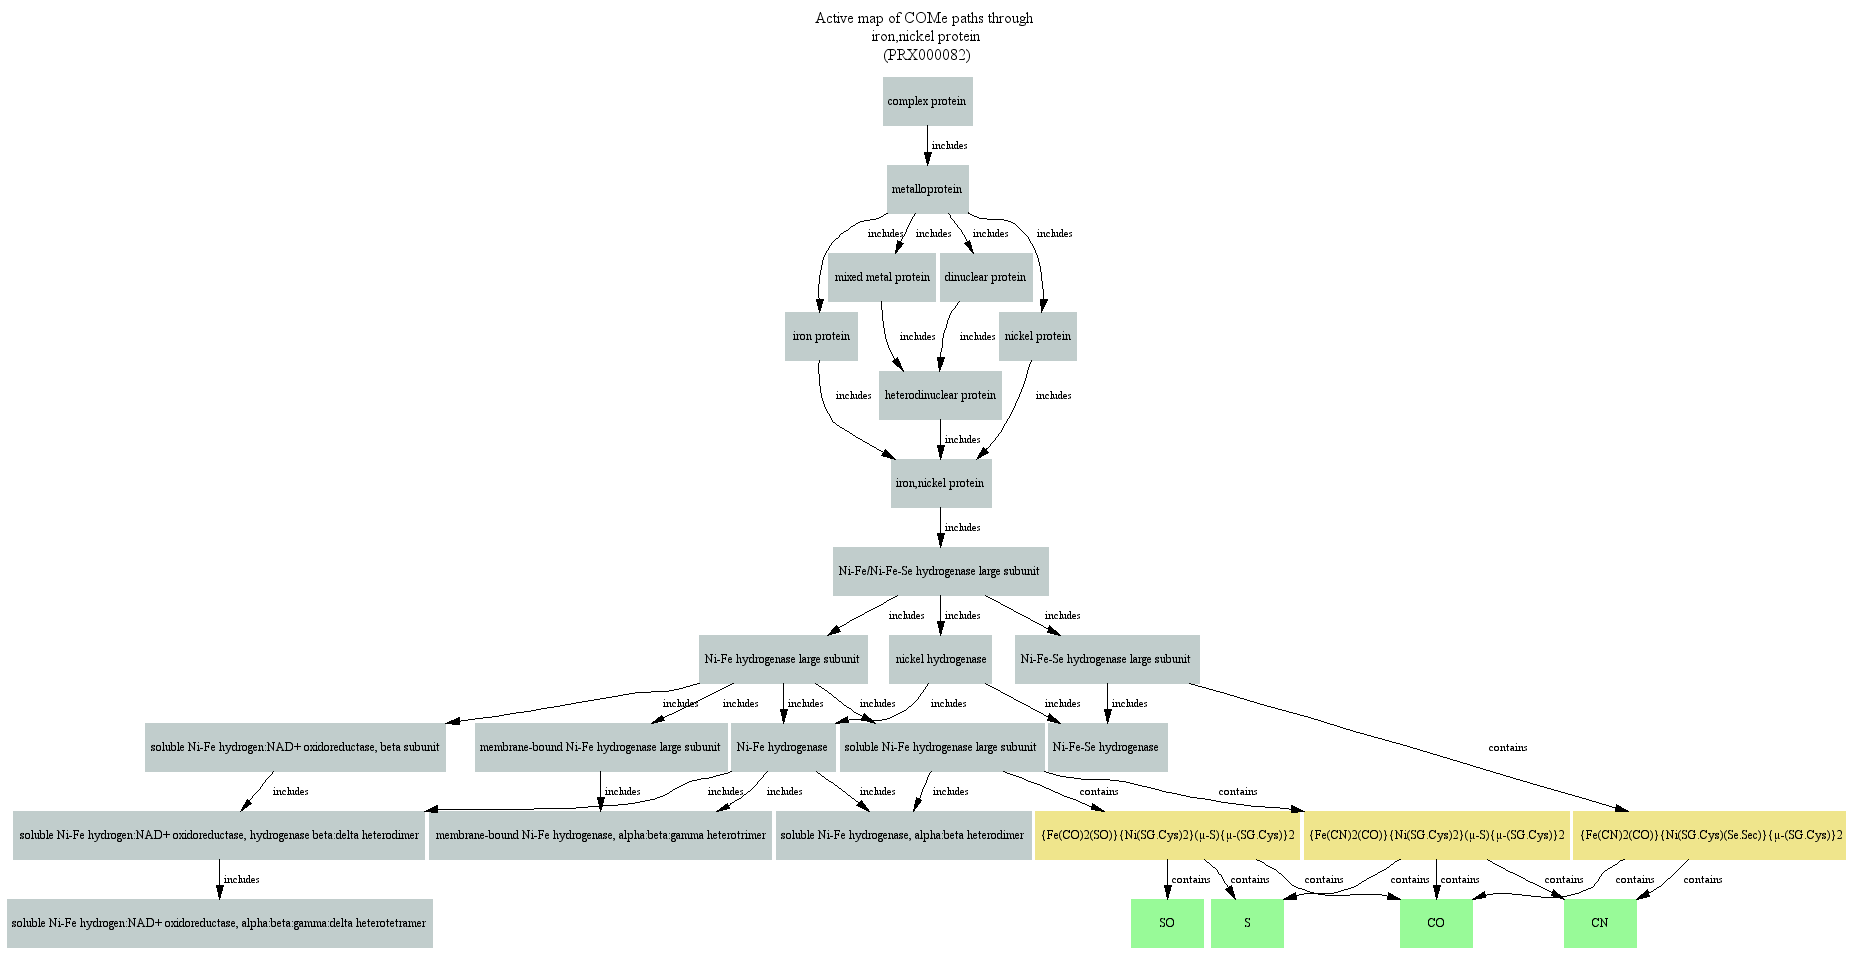 Active map of COMe paths through
iron,nickel protein
(PRX000082)
complex protein
includes
metalloprotein
includes
includes
includes
includes
mixed metal protein
dinuclear protein
iron protein
includes
includes
nickel protein
includes
heterodinuclear protein
includes
includes
iron,nickel protein
includes
Ni-Fe/Ni-Fe-Se hydrogenase large subunit
includes
includes
includes
Ni-Fe hydrogenase large subunit
nickel hydrogenase
Ni-Fe-Se hydrogenase large subunit
includes
includes
includes
includes
includes
includes
includes
contains
soluble Ni-Fe hydrogen:NAD+ oxidoreductase, beta subunit
membrane-bound Ni-Fe hydrogenase large subunit
Ni-Fe hydrogenase
soluble Ni-Fe hydrogenase large subunit
Ni-Fe-Se hydrogenase
includes
includes
includes
includes
includes
includes
contains
contains
soluble Ni-Fe hydrogen:NAD+ oxidoreductase, hydrogenase beta:delta heterodimer
membrane-bound Ni-Fe hydrogenase, alpha:beta:gamma heterotrimer
soluble Ni-Fe hydrogenase, alpha:beta heterodimer
{Fe(CO)2(SO)}{Ni(SG.Cys)2}(μ-S){μ-(SG.Cys)}2
{Fe(CN)2(CO)}{Ni(SG.Cys)2}(μ-S){μ-(SG.Cys)}2
{Fe(CN)2(CO)}{Ni(SG.Cys)(Se.Sec)}{μ-(SG.Cys)}2
includes
contains
contains
contains
contains
contains
contains
contains
contains
soluble Ni-Fe hydrogen:NAD+ oxidoreductase, alpha:beta:gamma:delta heterotetramer
SO
S
CO
CN